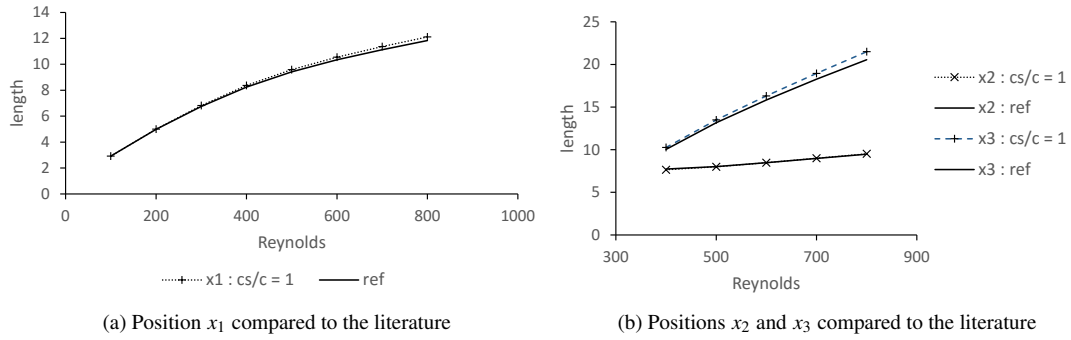 14
12
10
8
6
4
2
0
length
0 200 400 600 800 1000
Reynolds
x1 : cs/c = 1 ref
(a) Position x₁ compared to the literature
25
20
15
10
5
0
length
300 500 700 900
Reynolds
x2 : cs/c = 1
x2 : ref
x3 : cs/c = 1
x3 : ref
(b) Positions x₂ and x₃ compared to the literature